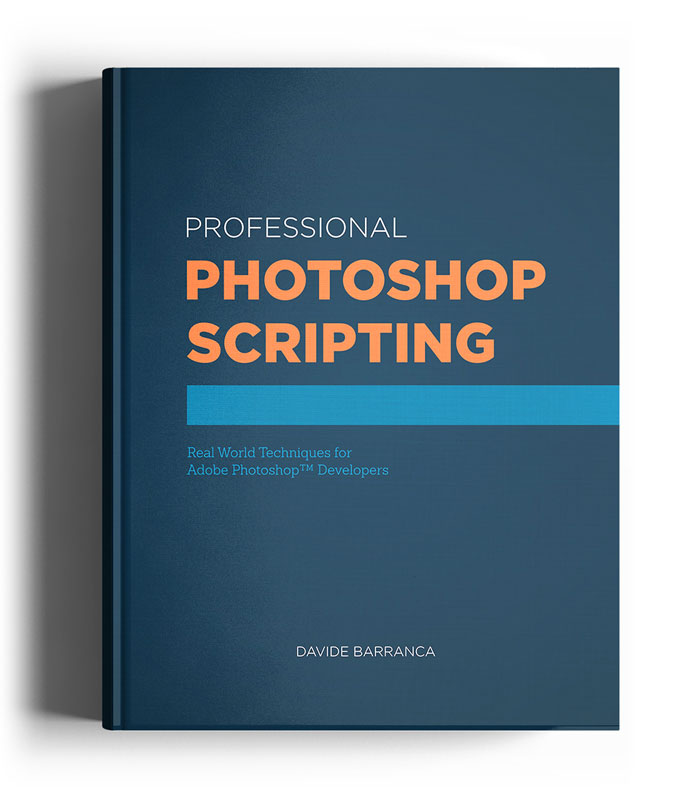 PROFESSIONAL
PHOTOSHOP
SCRIPTING
Real World Techniques for
Adobe Photoshop™ Developers
DAVIDE BARRANCA